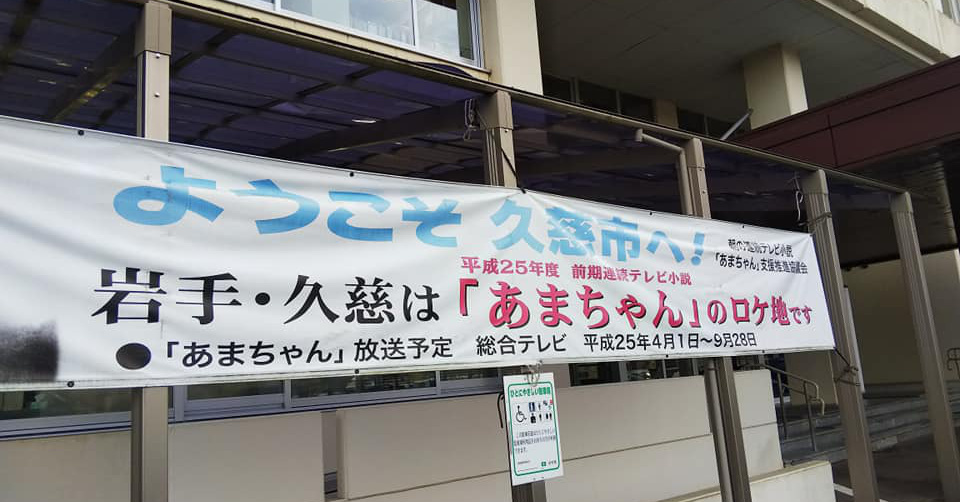 ようこそ 久慈市へ!
朝の連続テレビ小説
「あまちゃん」支援推進協議会
平成25年度 前期連続テレビ小説
岩手・久慈は「あまちゃん」のロケ地です
●「あまちゃん」放送予定 総合テレビ 平成25年4月1日〜9月28日
ひとにやさしい駐車場